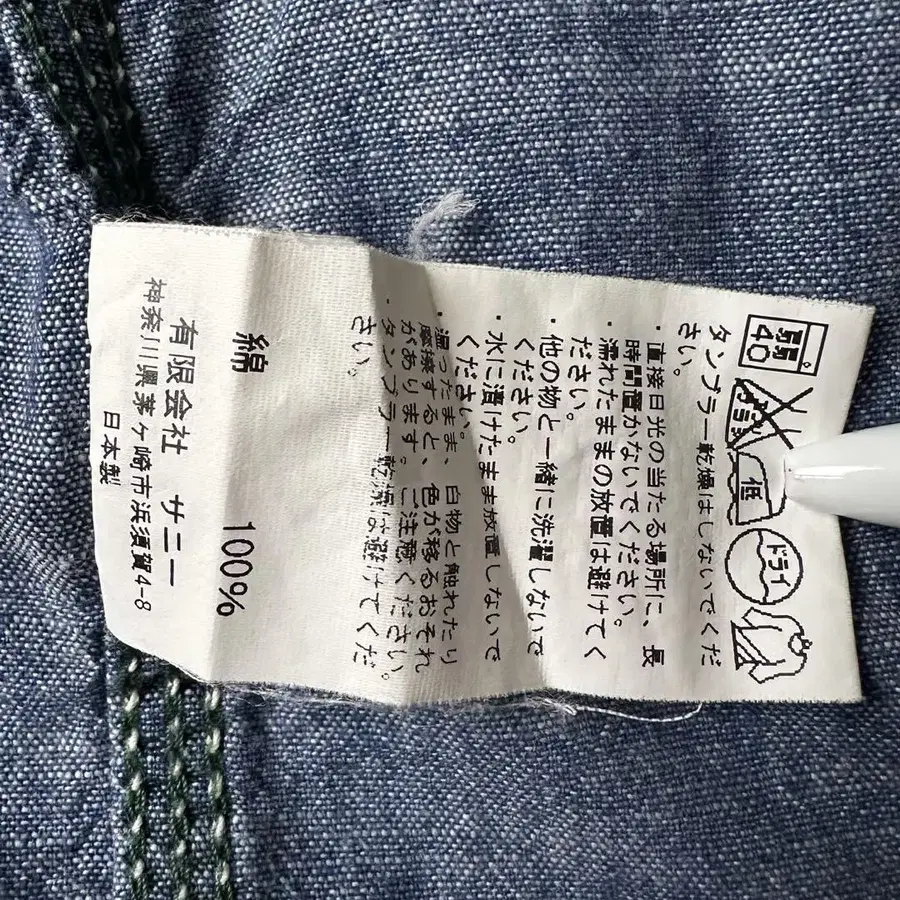 弱
40
低
ドライ
タンブラー乾燥はしないでくだ
さい。
・直接日光の当たる場所に、長
時間置かないでください。
・濡れたままの放置は避けてく
ださい。
・他の物と一緒に洗濯しないで
ください。
・水に漬けたまま放置しないで
ください。
・湿ったまま、白物と触れたり
摩擦すると、色が移るおそれ
があります。ご注意ください。
・タンブラー乾燥は避けてくだ
さい。
綿 100%
有限会社 サニー
神奈川県茅ヶ崎市浜須賀4-8
日本製